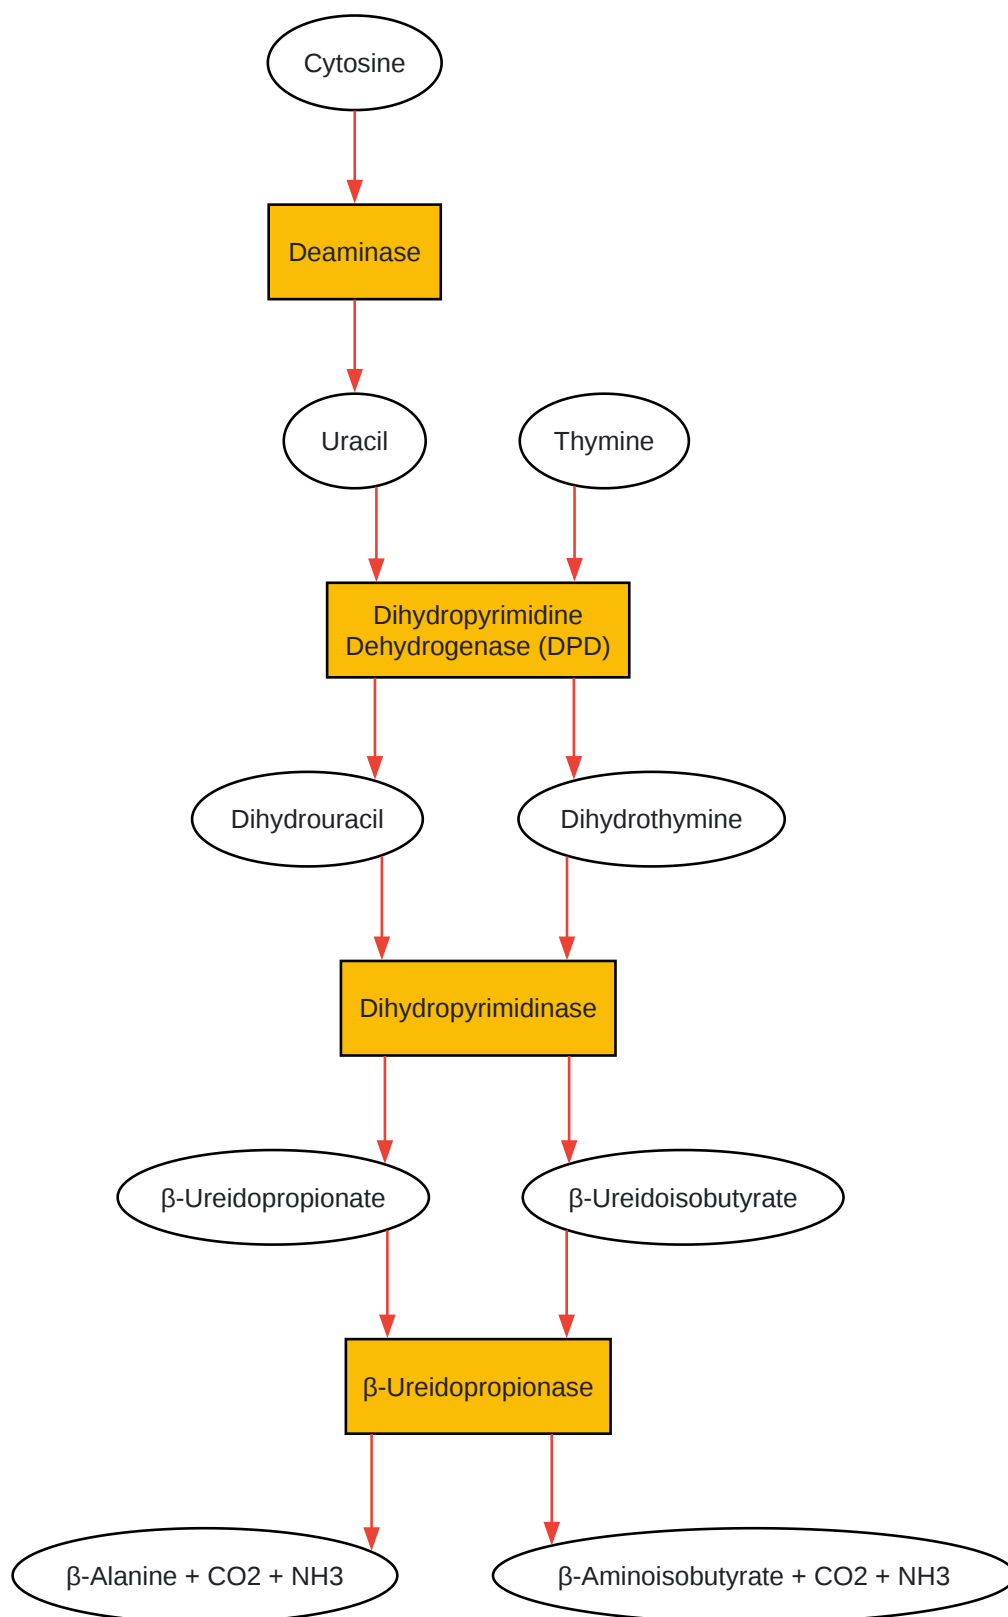 Cytosine
Deaminase
Uracil
Thymine
Dihydropyrimidine
Dehydrogenase (DPD)
Dihydrouracil
Dihydrothymine
Dihydropyrimidinase
β-Ureidopropionate
β-Ureidoisobutyrate
β-Ureidopropionase
β-Alanine + CO2 + NH3
β-Aminoisobutyrate + CO2 + NH3